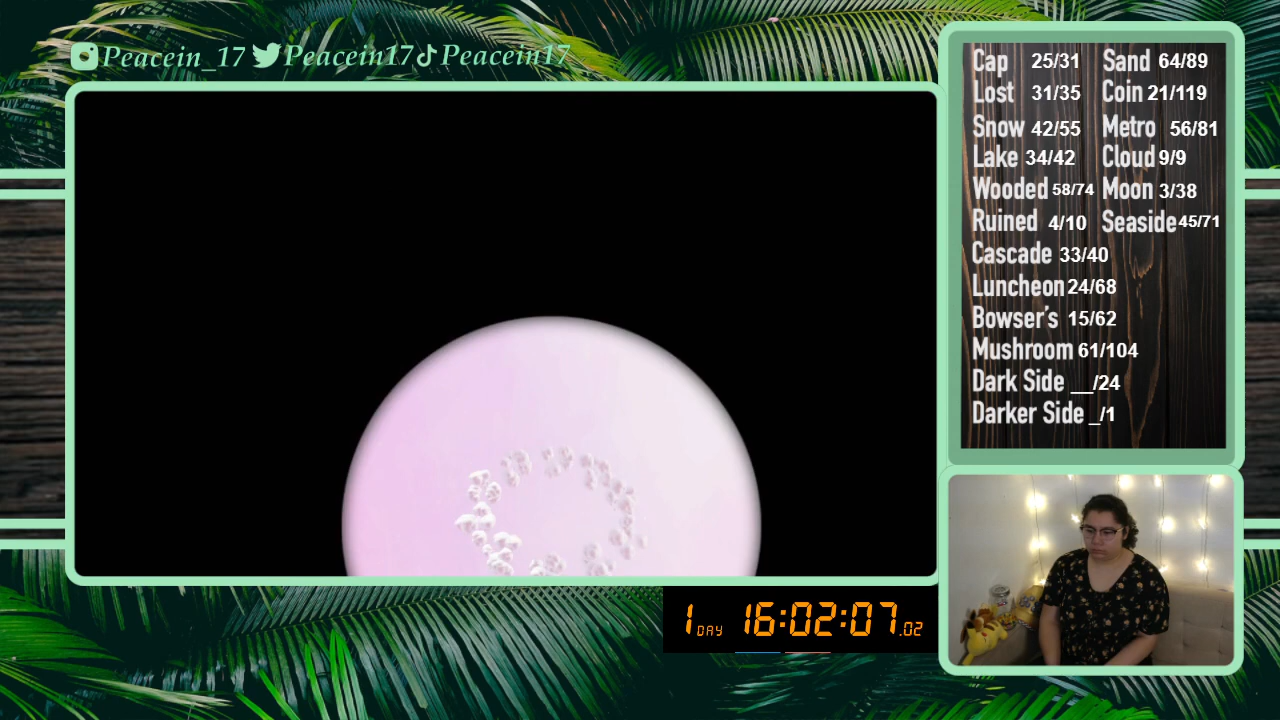 Peacein_17 Peacein17 Peacein17
Cap 25/31 Sand 64/89
Lost 31/35 Coin 21/119
Snow 42/55 Metro 56/81
Lake 34/42 Cloud 9/9
Wooded 58/74 Moon 3/38
Ruined 4/10 Seaside 45/71
Cascade 33/40
Luncheon 24/68
Bowser's 15/62
Mushroom 61/104
Dark Side __/24
Darker Side _/1
1 DAY 16:02:07.02